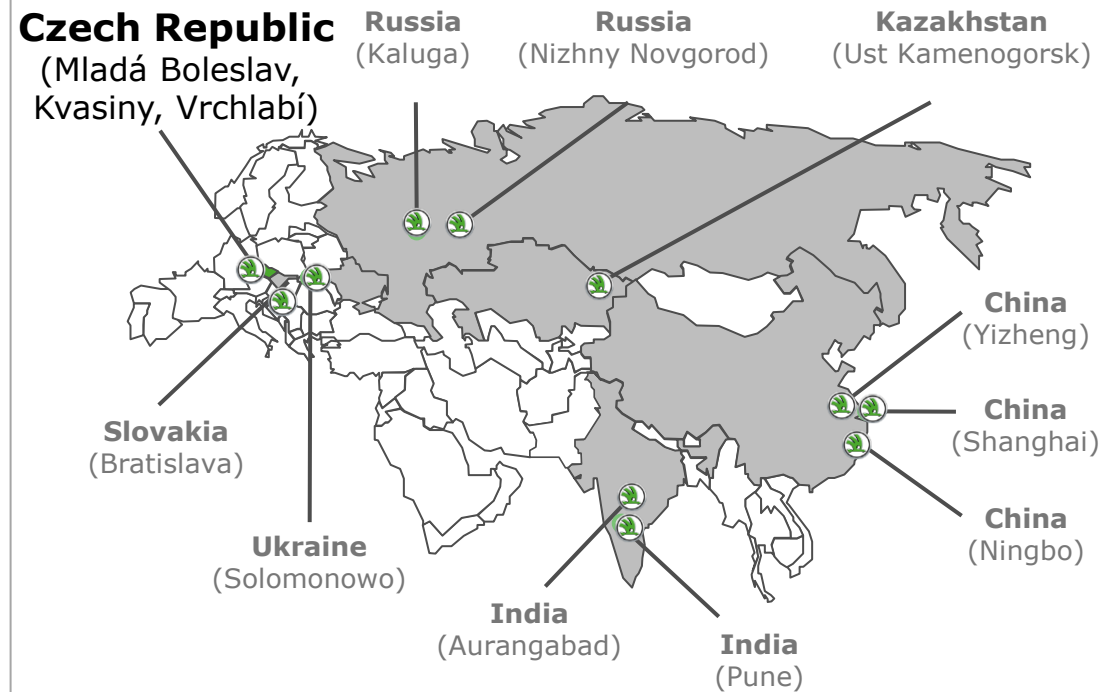 Czech Republic
(Mladá Boleslav,
Kvasiny, Vrchlabí)
Russia
(Kaluga)
Russia
(Nizhny Novgorod)
Kazakhstan
(Ust Kamenogorsk)
China
(Yizheng)
China
(Shanghai)
China
(Ningbo)
Slovakia
(Bratislava)
Ukraine
(Solomonowo)
India
(Aurangabad)
India
(Pune)